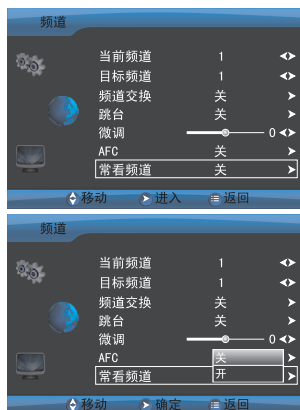 频道
当前频道 1
目标频道 1
频道交换 关
跳台 关
微调 0
AFC 关
常看频道 关
移动 进入 返回
频道
当前频道 1
目标频道 1
频道交换 关
跳台 关
微调 0
AFC 关
常看频道 开
移动 确定 返回